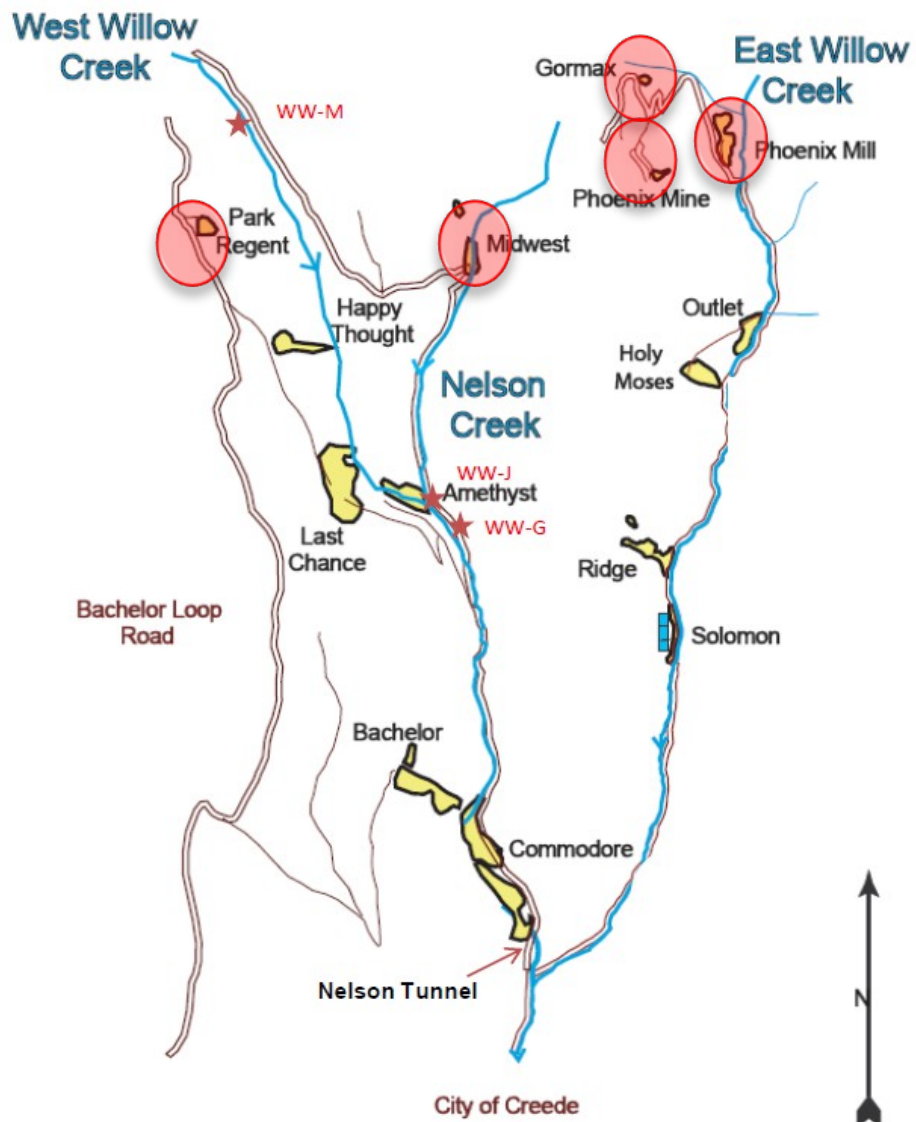 West Willow
Creek
WW-M
Gormax
East Willow
Creek
Phoenix Mill
Phoenix Mine
Park
Regent
Midwest
Happy
Thought
Outlet
Holy
Moses
Nelson
Creek
WW-J
Amethyst
WW-G
Last
Chance
Ridge
Bachelor Loop
Road
Solomon
Bachelor
Commodore
Nelson Tunnel
N
City of Creede